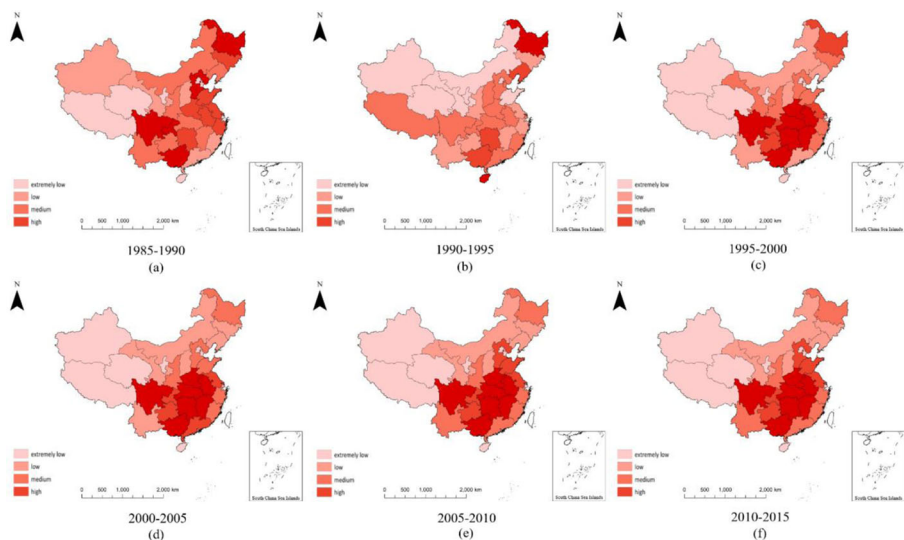 N
extremely low
low
medium
high
0 500 1,000 2,000 km
South China Sea Islands
1985-1990
(a)
N
extremely low
low
medium
high
0 500 1,000 2,000 km
South China Sea Islands
1990-1995
(b)
N
extremely low
low
medium
high
0 500 1,000 2,000 km
South China Sea Islands
1995-2000
(c)
N
extremely low
low
medium
high
0 500 1,000 2,000 km
South China Sea Islands
2000-2005
(d)
N
extremely low
low
medium
high
0 500 1,000 2,000 km
South China Sea Islands
2005-2010
(e)
N
extremely low
low
medium
high
0 500 1,000 2,000 km
South China Sea Islands
2010-2015
(f)